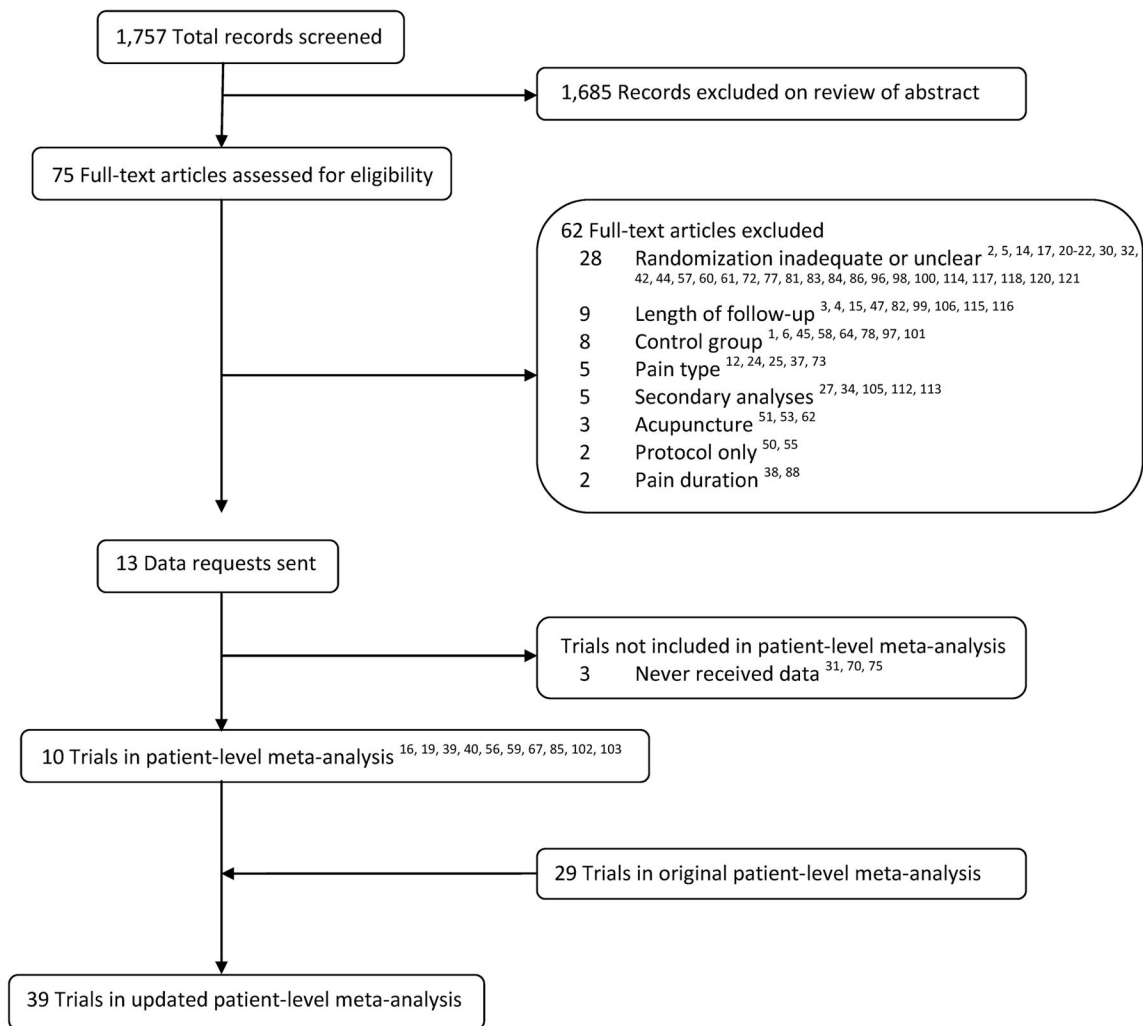 1,757 Total records screened
1,685 Records excluded on review of abstract
75 Full-text articles assessed for eligibility
62 Full-text articles excluded
28 Randomization inadequate or unclear 2, 5, 14, 17, 20-22, 30, 32,
42, 44, 57, 60, 61, 72, 77, 81, 83, 84, 86, 96, 98, 100, 114, 117, 118, 120, 121
9 Length of follow-up 3, 4, 15, 47, 82, 99, 106, 115, 116
8 Control group 1, 6, 45, 58, 64, 78, 97, 101
5 Pain type 12, 24, 25, 37, 73
5 Secondary analyses 27, 34, 105, 112, 113
3 Acupuncture 51, 53, 62
2 Protocol only 50, 55
2 Pain duration 38, 88
13 Data requests sent
Trials not included in patient-level meta-analysis
3 Never received data 31, 70, 75
10 Trials in patient-level meta-analysis 16, 19, 39, 40, 56, 59, 67, 85, 102, 103
29 Trials in original patient-level meta-analysis
39 Trials in updated patient-level meta-analysis